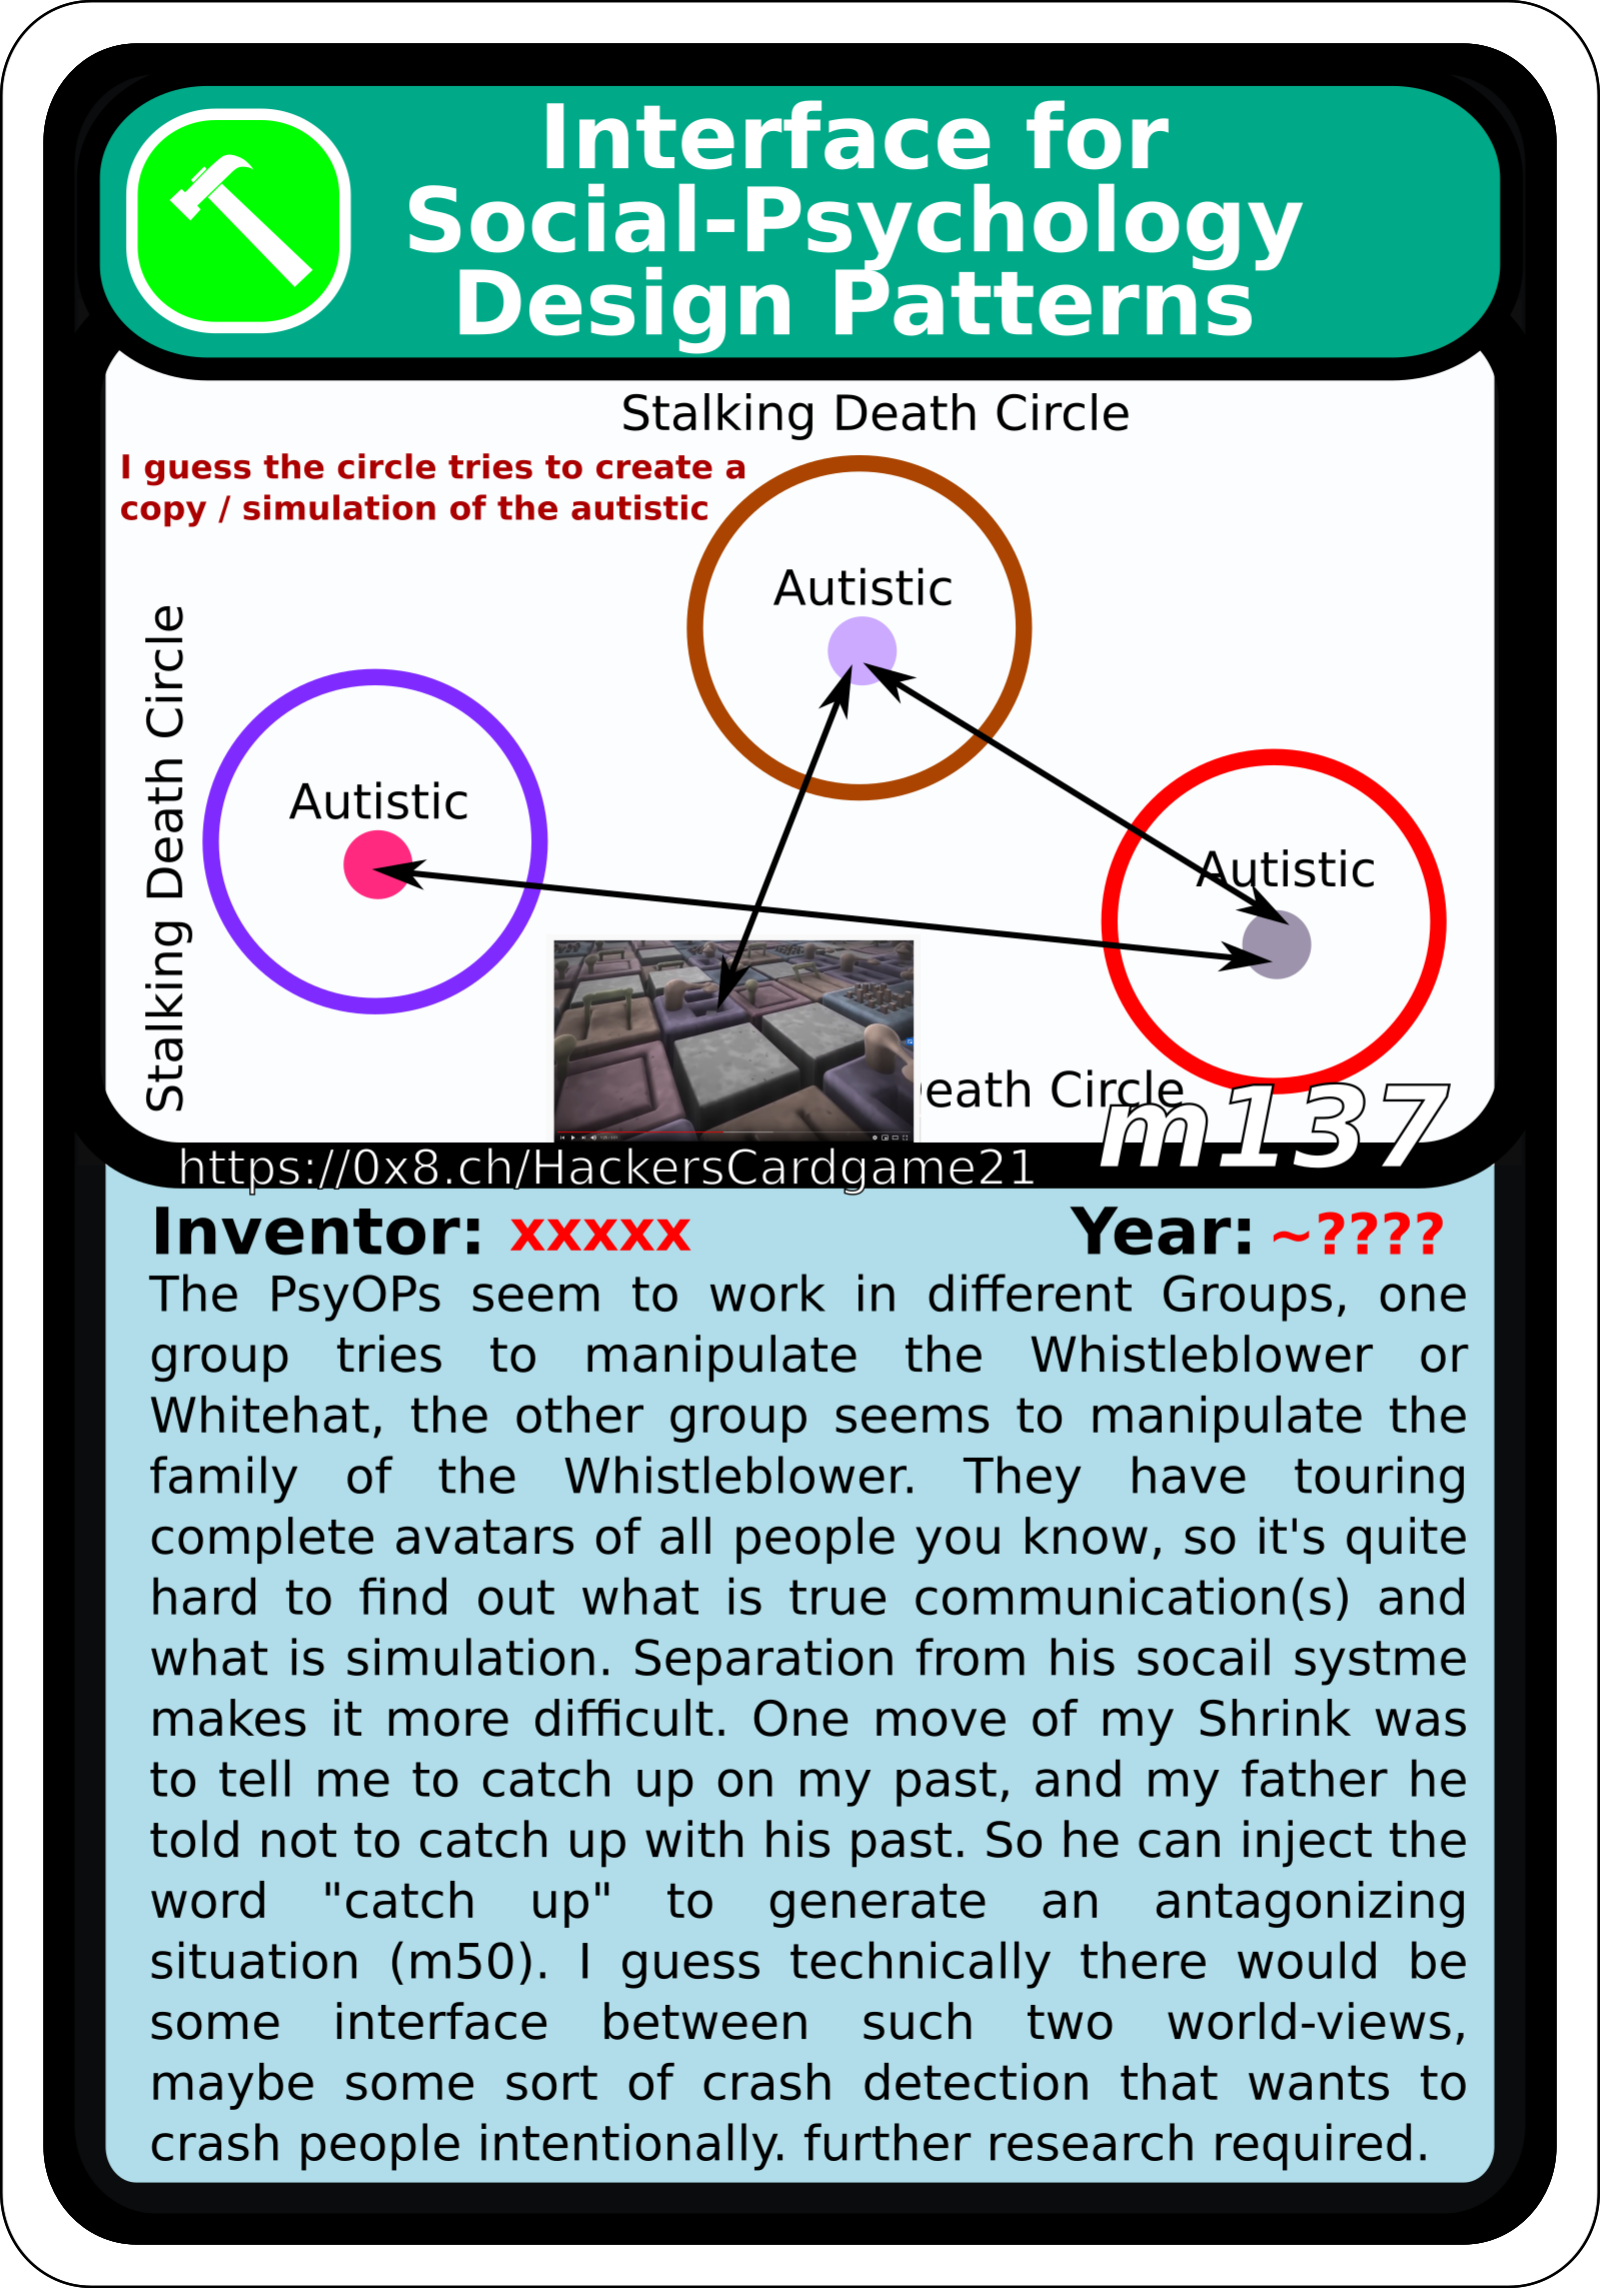 Interface for
Social-Psychology
Design Patterns
Stalking Death Circle
I guess the circle tries to create a
copy / simulation of the autistic
Autistic
Stalking Death Circle
Autistic
Autistic
eath Circle
m137
https://0x8.ch/HackersCardgame21
Inventor: xxxxx Year: ~????
The PsyOPs seem to work in different Groups, one
group tries to manipulate the Whistleblower or
Whitehat, the other group seems to manipulate the
family of the Whistleblower. They have touring
complete avatars of all people you know, so it's quite
hard to find out what is true communication(s) and
what is simulation. Separation from his socail systme
makes it more difficult. One move of my Shrink was
to tell me to catch up on my past, and my father he
told not to catch up with his past. So he can inject the
word "catch up" to generate an antagonizing
situation (m50). I guess technically there would be
some interface between such two world-views,
maybe some sort of crash detection that wants to
crash people intentionally. further research required.